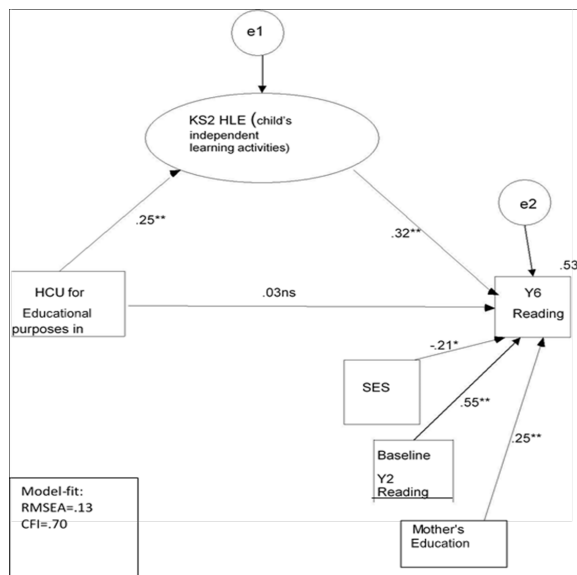 e1
KS2 HLE (child's
independent
learning activities)
.25**
.32**
e2
.53
HCU for
Educational
purposes in
.03ns
Y6
Reading
-.21*
SES
.55**
.25**
Baseline
Y2
Reading
Mother's
Education
Model-fit:
RMSEA=.13
CFI=.70